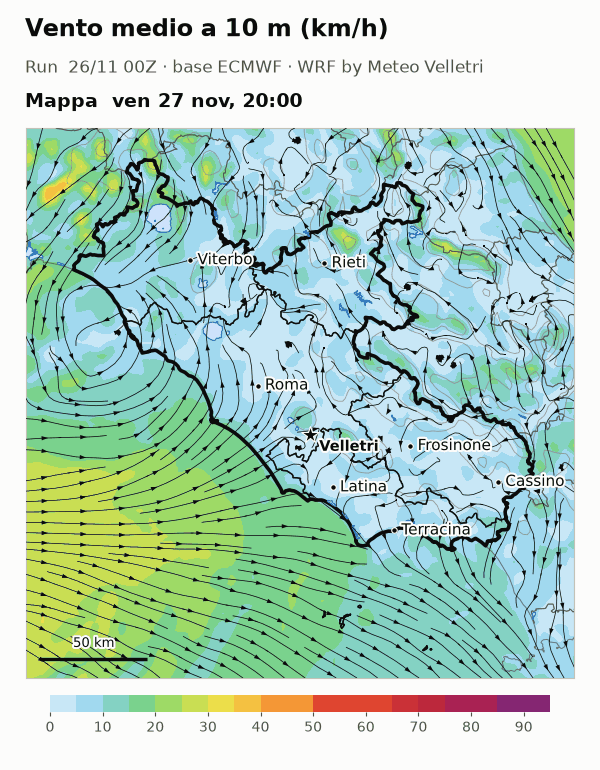 Vento medio a 10 m (km/h)
Run  26/11 00Z · base ECMWF · WRF by Meteo Velletri
Mappa  ven 27 nov, 20:00
Viterbo
Rieti
Roma
Velletri
Frosinone
Latina
Cassino
Terracina
50 km
0 10 20 30 40 50 60 70 80 90